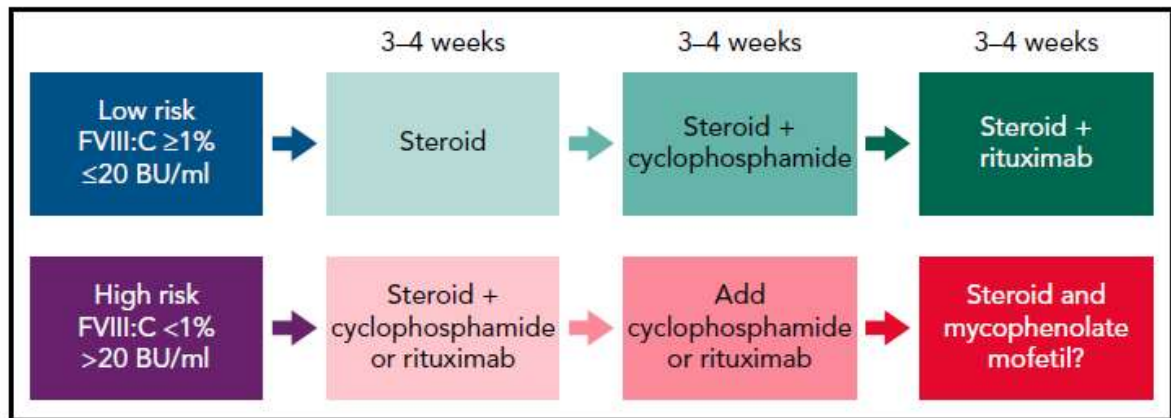 3–4 weeks
3–4 weeks
3–4 weeks
Low risk
FVIII:C ≥1%
≤20 BU/ml
Steroid
Steroid +
cyclophosphamide
Steroid +
rituximab
High risk
FVIII:C <1%
>20 BU/ml
Steroid +
cyclophosphamide
or rituximab
Add
cyclophosphamide
or rituximab
Steroid and
mycophenolate
mofetil?